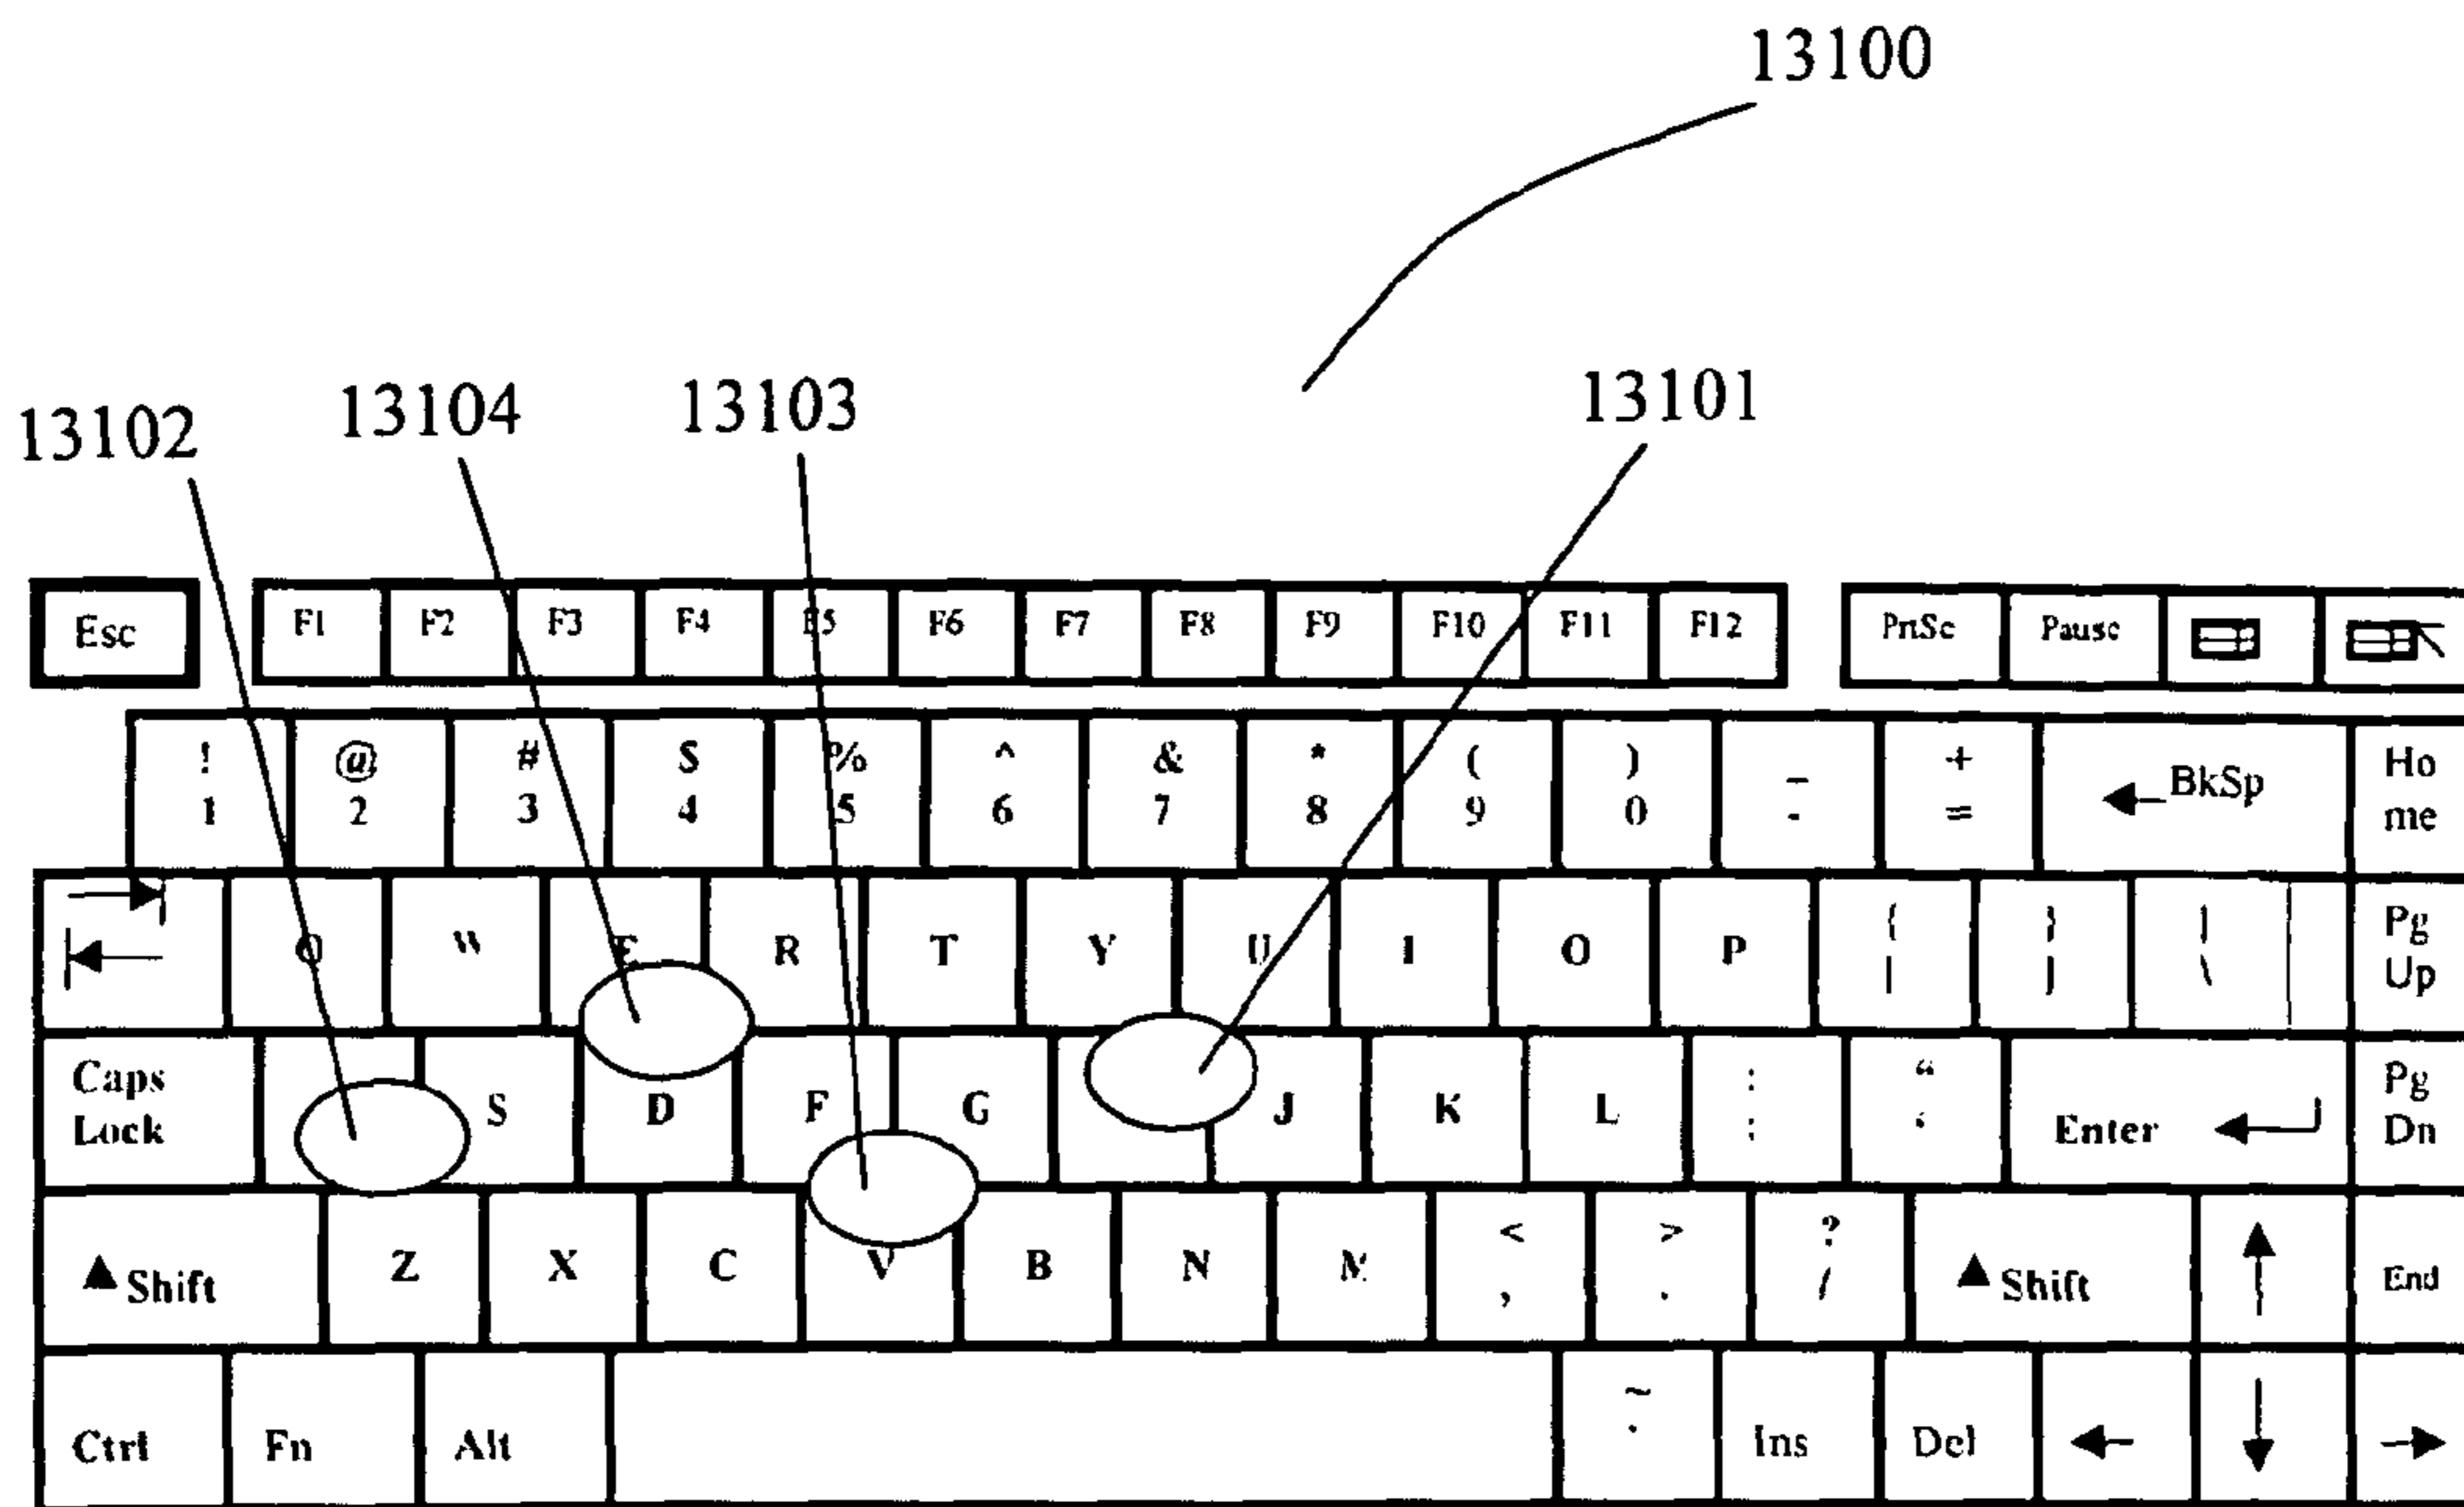 13100
13102 13104 13103 13101
Esc F1 F2 F3 F4 F5 F6 F7 F8 F9 F10 F11 F12 PrtSc Pause
! @ # $ % ^ & * ( ) _ + ← BkSp Ho
1 2 3 4 5 6 7 8 9 0 - = me
Q W E R T Y U I O P { } | Pg
] \ Up
Caps S D F G J K L : “ Enter Pg
Lock Dn
Shift Z X C V B N M < > ? Shift End
, . /
Ctrl Fn Alt ~ Ins Del